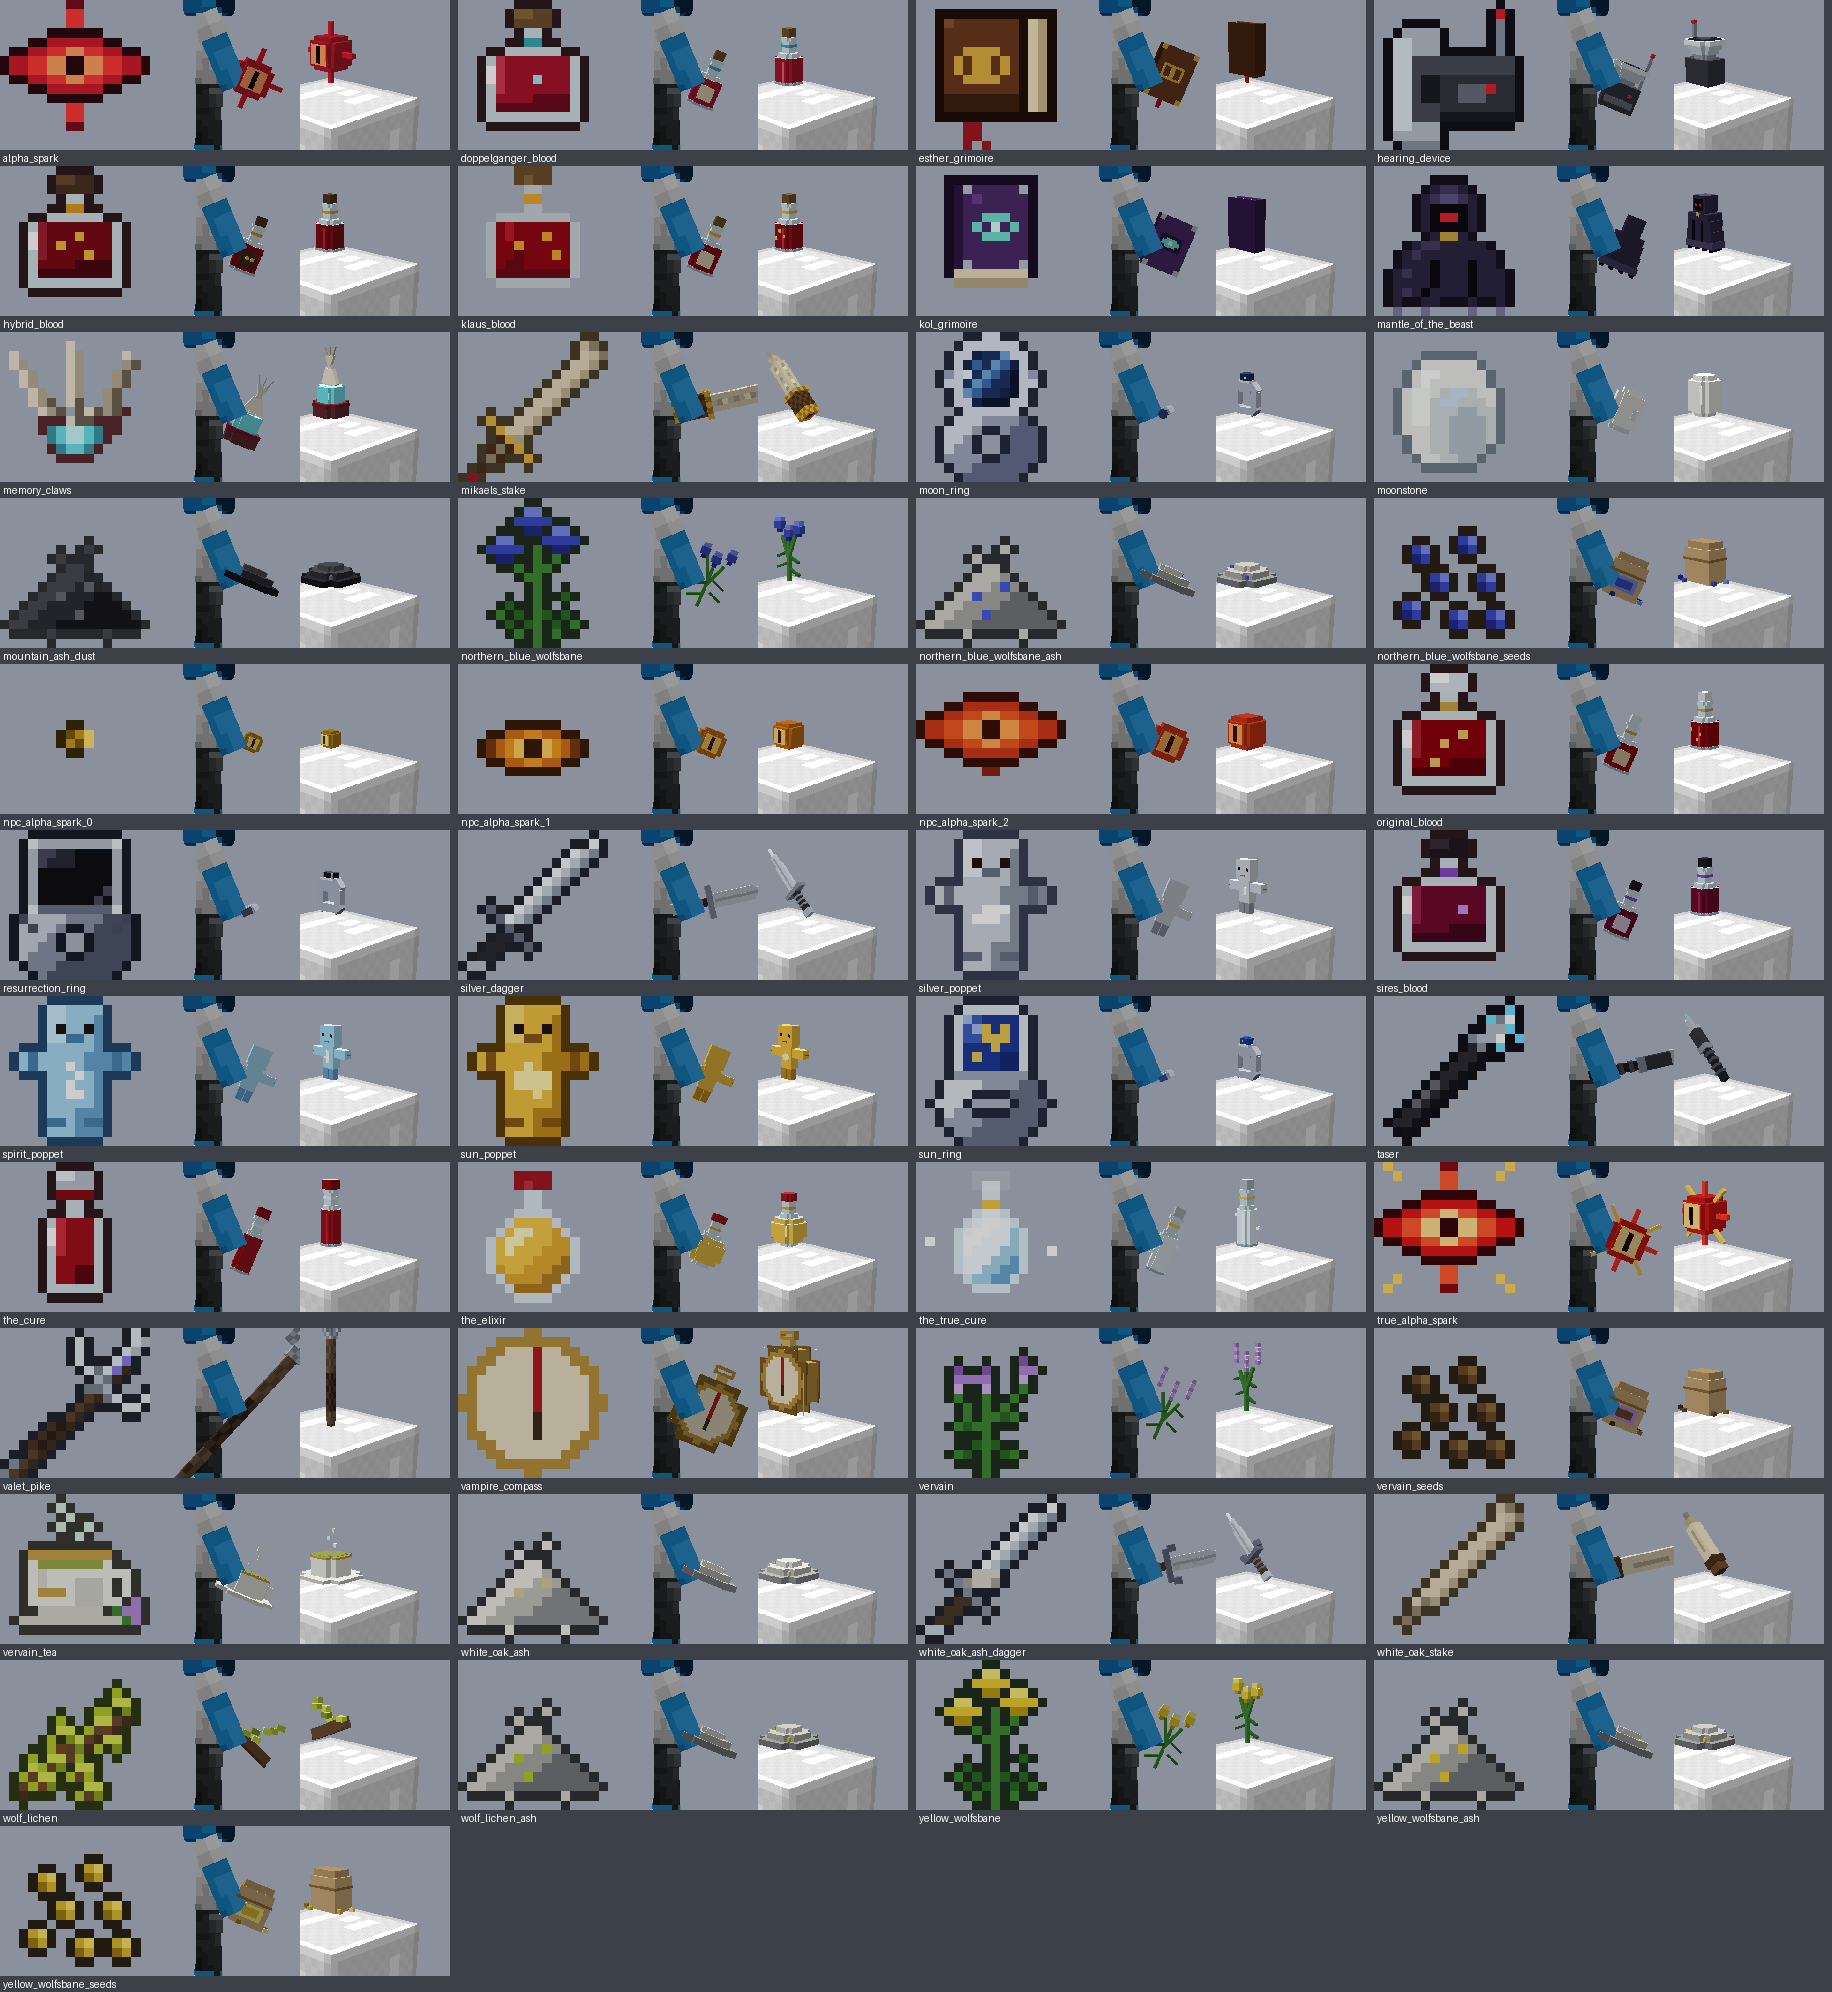 alpha_spark
doppelganger_blood
esther_grimoire
hearing_device
hybrid_blood
klaus_blood
kol_grimoire
mantle_of_the_beast
memory_claws
mikaels_stake
moon_ring
moonstone
mountain_ash_dust
northern_blue_wolfsbane
northern_blue_wolfsbane_ash
northern_blue_wolfsbane_seeds
npc_alpha_spark_0
npc_alpha_spark_1
npc_alpha_spark_2
original_blood
resurrection_ring
silver_dagger
silver_poppet
sires_blood
spirit_poppet
sun_poppet
sun_ring
taser
the_cure
the_elixir
the_true_cure
true_alpha_spark
valet_pike
vampire_compass
vervain
vervain_seeds
vervain_tea
white_oak_ash
white_oak_ash_dagger
white_oak_stake
wolf_lichen
wolf_lichen_ash
yellow_wolfsbane
yellow_wolfsbane_ash
yellow_wolfsbane_seeds